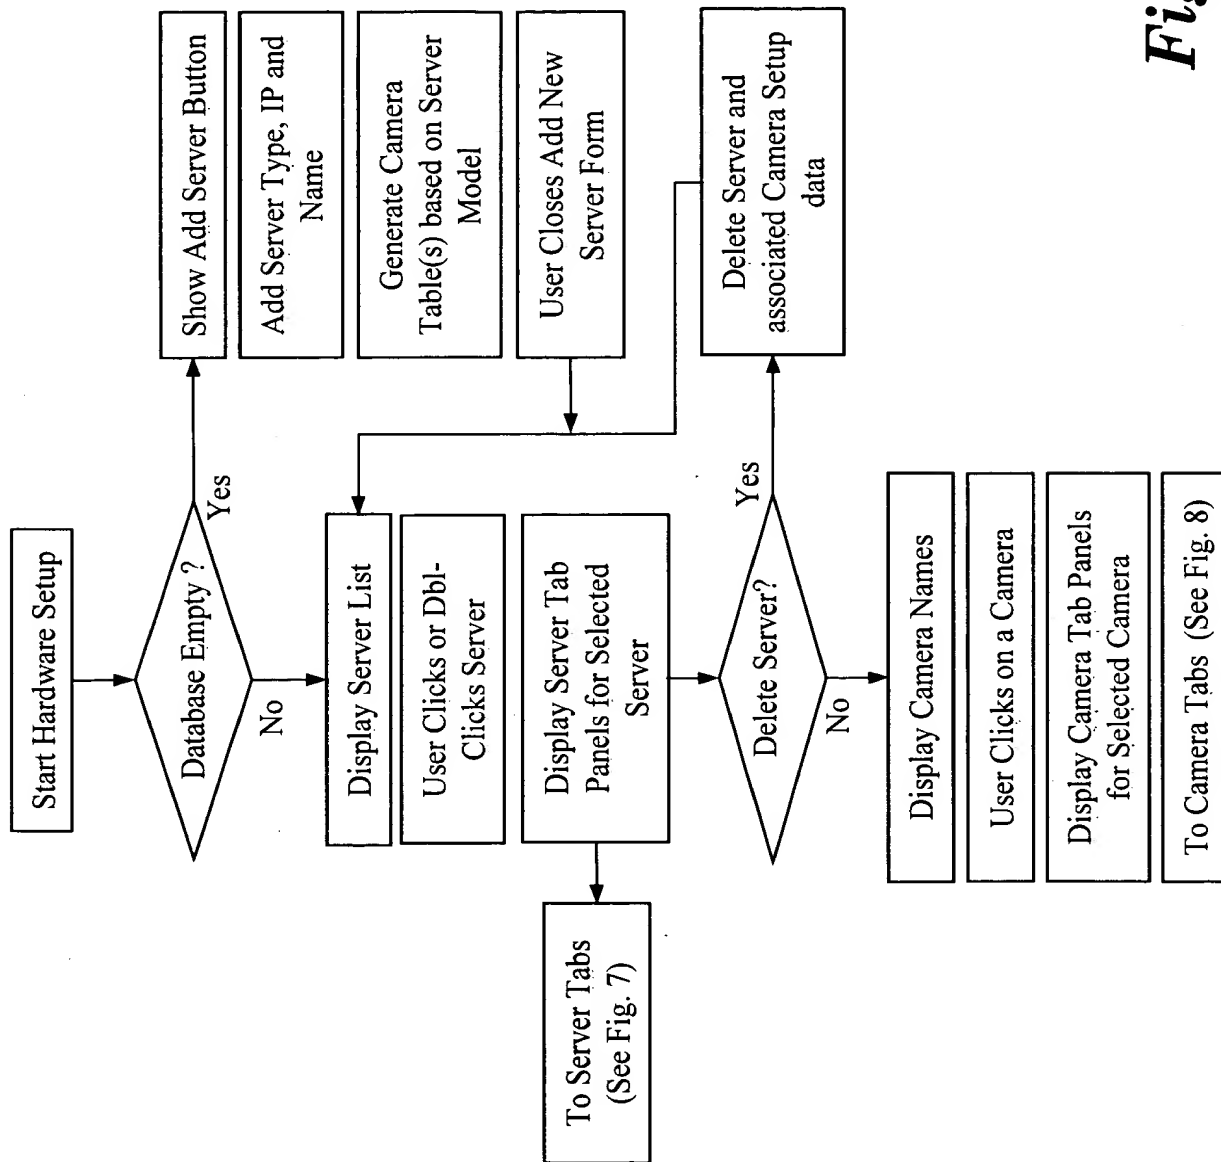 Start Hardware Setup
Database Empty ?
Yes
No
Show Add Server Button
Add Server Type, IP and
Name
Generate Camera
Table(s) based on Server
Model
User Closes Add New
Server Form
Display Server List
User Clicks or Dbl-
Clicks Server
Display Server Tab
Panels for Selected
Server
To Server Tabs
(See Fig. 7)
Delete Server?
Yes
No
Delete Server and
associated Camera Setup
data
Display Camera Names
User Clicks on a Camera
Display Camera Tab Panels
for Selected Camera
To Camera Tabs (See Fig. 8)